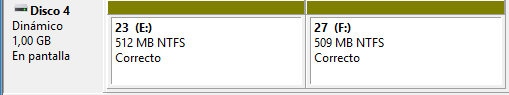 Disco 4
Dinámico
1,00 GB
En pantalla
23 (E:)
512 MB NTFS
Correcto
27 (F:)
509 MB NTFS
Correcto